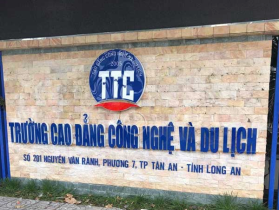 TTC
TRƯỜNG CAO ĐẲNG CÔNG NGHỆ VÀ DU LỊCH
SỐ 201 NGUYỄN VĂN RÀNH, PHƯỜNG 7, TP TÂN AN - TỈNH LONG AN